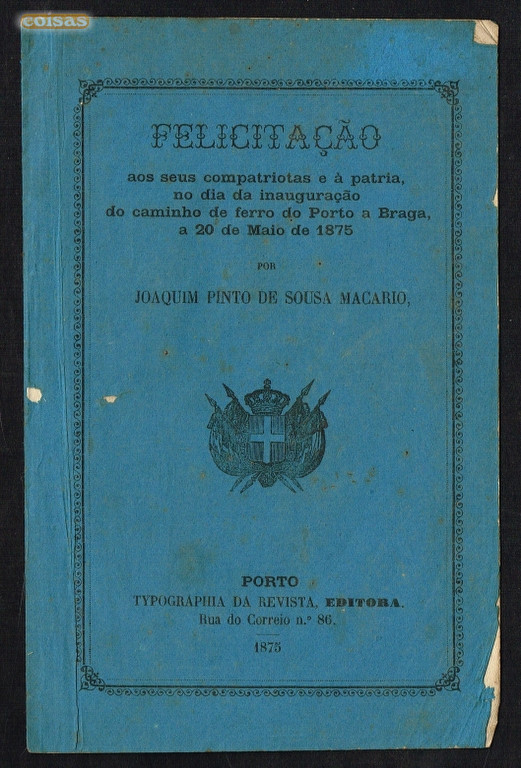 coisas
FELICITAÇÃO
aos seus compatriotas e à patria,
no dia da inauguração
do caminho de ferro do Porto a Braga,
a 20 de Maio de 1875
POR
JOAQUIM PINTO DE SOUSA MACARIO,
PORTO
TYPOGRAPHIA DA REVISTA, EDITORA.
Rua do Correio n.º 86.
1875